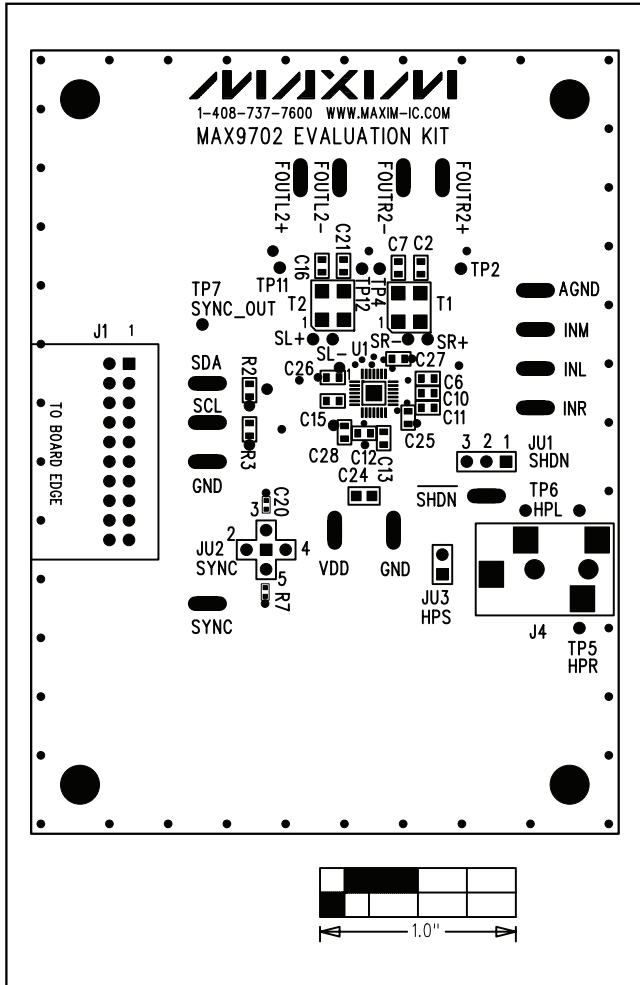 MAXIM
1-408-737-7600 WWW.MAXIM-IC.COM
MAX9702 EVALUATION KIT
FOUTL2+
FOUTL2-
FOUTR2-
FOUTR2+
C16
C21
C7
C2
TP11
TP12
TP4
TP2
TP7
SYNC_OUT
T2
T1
1
1
AGND
INM
INL
INR
J1
1
SL+
SL-
U1
SR-
SR+
SDA
R2
C26
1
C27
C6
C10
C11
SCL
C15
TO BOARD EDGE
R3
C28
C12
C13
C25
3 2 1
JU1
SHDN
GND
C24
SHDN
TP6
HPL
C20
3
2
4
JU2
SYNC
5
R7
VDD
GND
JU3
HPS
J4
SYNC
TP5
HPR
1.0"